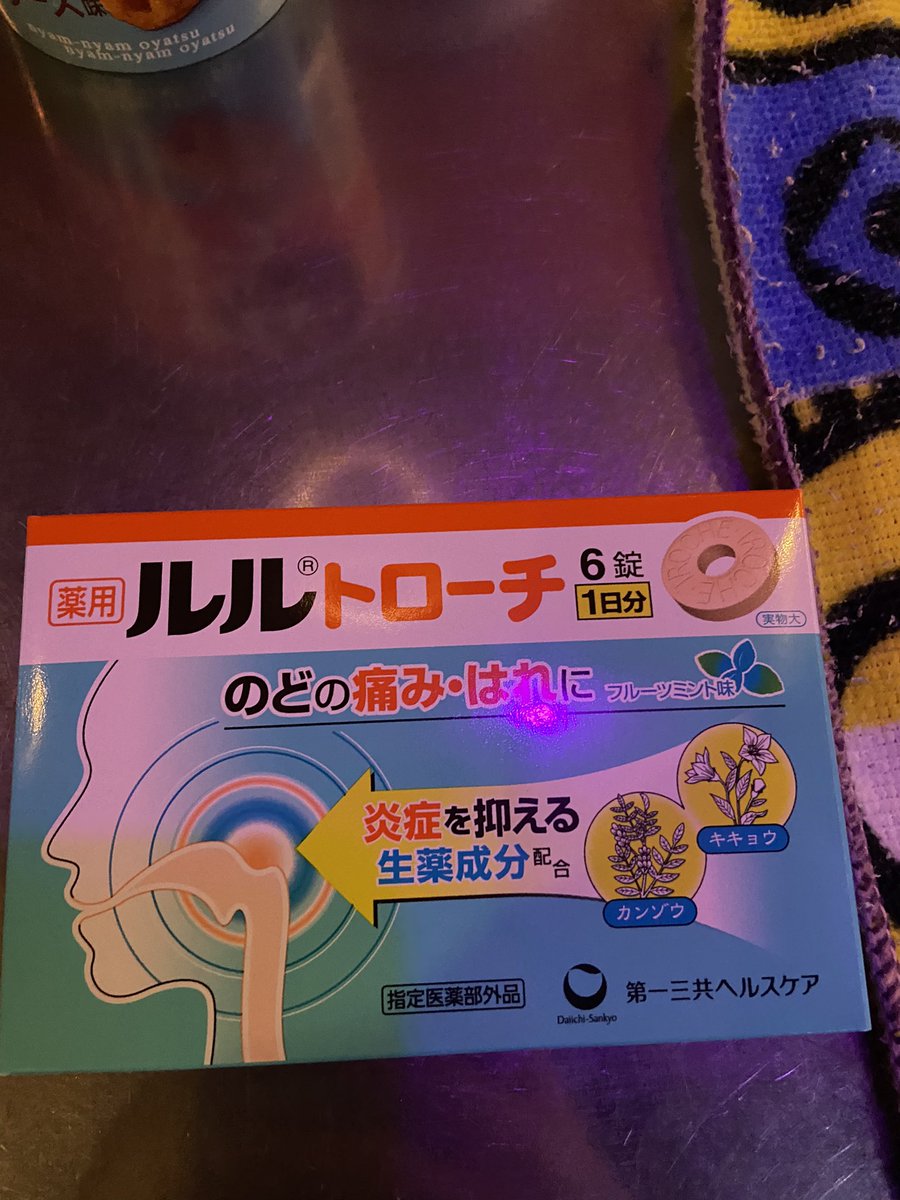 nyam-nyam oyatsu
nyam-nyam oyatsu
薬用
ルル®トローチ
6錠
1日分
TROCHE TROCHE
実物大
のどの痛み・はれに
フルーツミント味
炎症を抑える
生薬成分配合
キキョウ
カンゾウ
指定医薬部外品
Daiichi-Sankyo
第一三共ヘルスケア